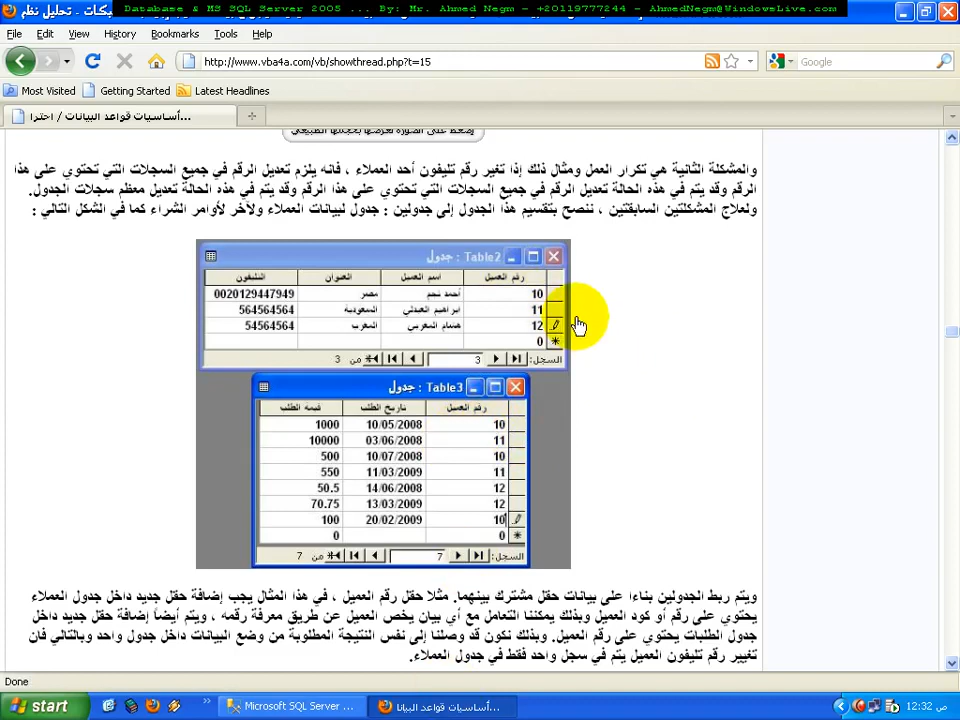 Database & MS SQL Server 2005 ... By: Mr. Ahmed Negm - +20119777244 - AhmedNegm@WindowsLive.com
يكات - تحليل نظم
File Edit View History Bookmarks Tools Help
http://www.vba4a.com/vb/showthread.php?t=15
Google
Most Visited Getting Started Latest Headlines
أساسيات قواعد البيانات / احترا...
والمشكلة الثانية هي تكرار العمل ومثال ذلك إذا تغير رقم تليفون أحد العملاء ، فانه يلزم تعديل الرقم في جميع السجلات التي تحتوي على هذا
الرقم وقد يتم في هذه الحالة تعديل الرقم في جميع السجلات التي تحتوي على هذا الرقم وقد يتم في هذه الحالة تعديل معظم سجلات الجدول.
ولعلاج المشكلتين السابقتين ، ننصح بتقسيم هذا الجدول إلى جدولين : جدول لبيانات العملاء ولآخر لأوامر الشراء كما في الشكل التالي :
Table2 : جدول
رقم العميل اسم العميل العنوان التليفون
10 أحمد نجم مصر 0020129447949
11 ابراهيم العبدلي السعودية 564564564
12 هشام المغربي المغرب 54564564
0
السجل: 3 من 3
Table3 : جدول
رقم العميل تاريخ الطلب قيمة الطلب
10 10/05/2008 1000
11 03/06/2008 10000
10 10/07/2008 500
11 11/03/2009 550
12 14/06/2008 50.5
12 13/03/2009 70.75
10 20/02/2009 100
0 0
السجل: 7 من 7
ويتم ربط الجدولين بناءا على بيانات حقل مشترك بينهما. مثلا حقل رقم العميل ، في هذا المثال يجب إضافة حقل جديد داخل جدول العملاء
يحتوي على رقم أو كود العميل وبذلك يمكننا التعامل مع أي بيان يخص العميل عن طريق معرفة رقمه ، ويتم أيضاً إضافة حقل جديد داخل
جدول الطلبات يحتوي على رقم العميل. وبذلك نكون قد وصلنا إلى نفس النتيجة المطلوبة من وضع البيانات داخل جدول واحد وبالتالي فان
تغيير رقم تليفون العميل يتم في سجل واحد فقط في جدول العملاء.
Done
start Microsoft SQL Server ... أساسيات قواعد البيانا... 12:32 ص